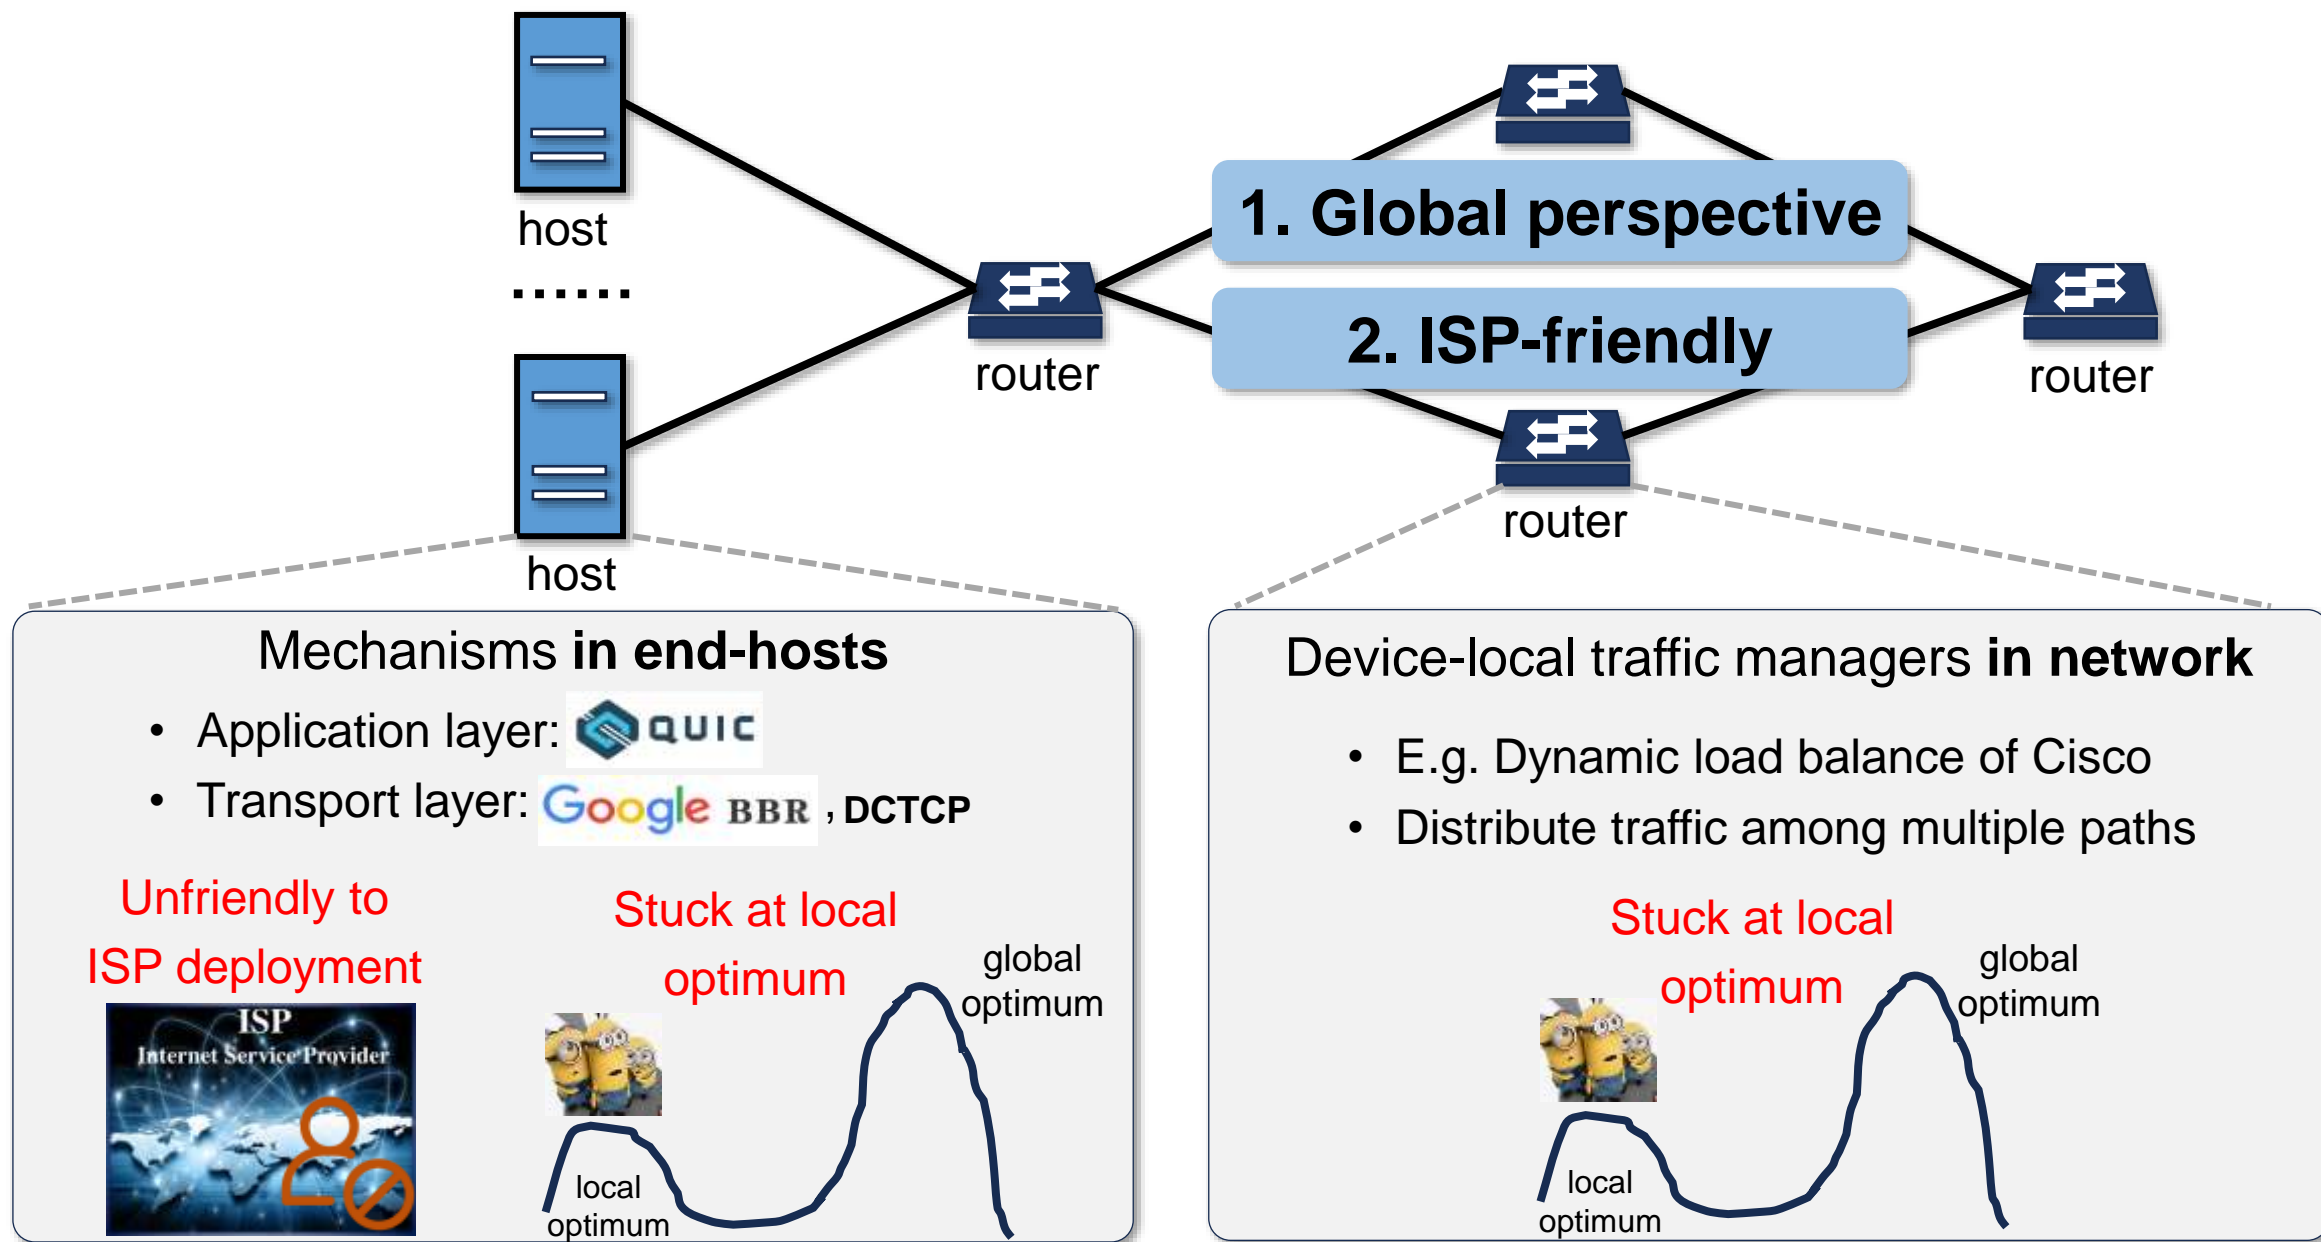 host
......
host
router
1. Global perspective
2. ISP-friendly
router
router
Mechanisms in end-hosts
• Application layer: QUIC
• Transport layer: Google BBR , DCTCP
Unfriendly to
ISP deployment
ISP
Internet Service Provider
Stuck at local
optimum
global
optimum
local
optimum
Device-local traffic managers in network
• E.g. Dynamic load balance of Cisco
• Distribute traffic among multiple paths
Stuck at local
optimum
global
optimum
local
optimum